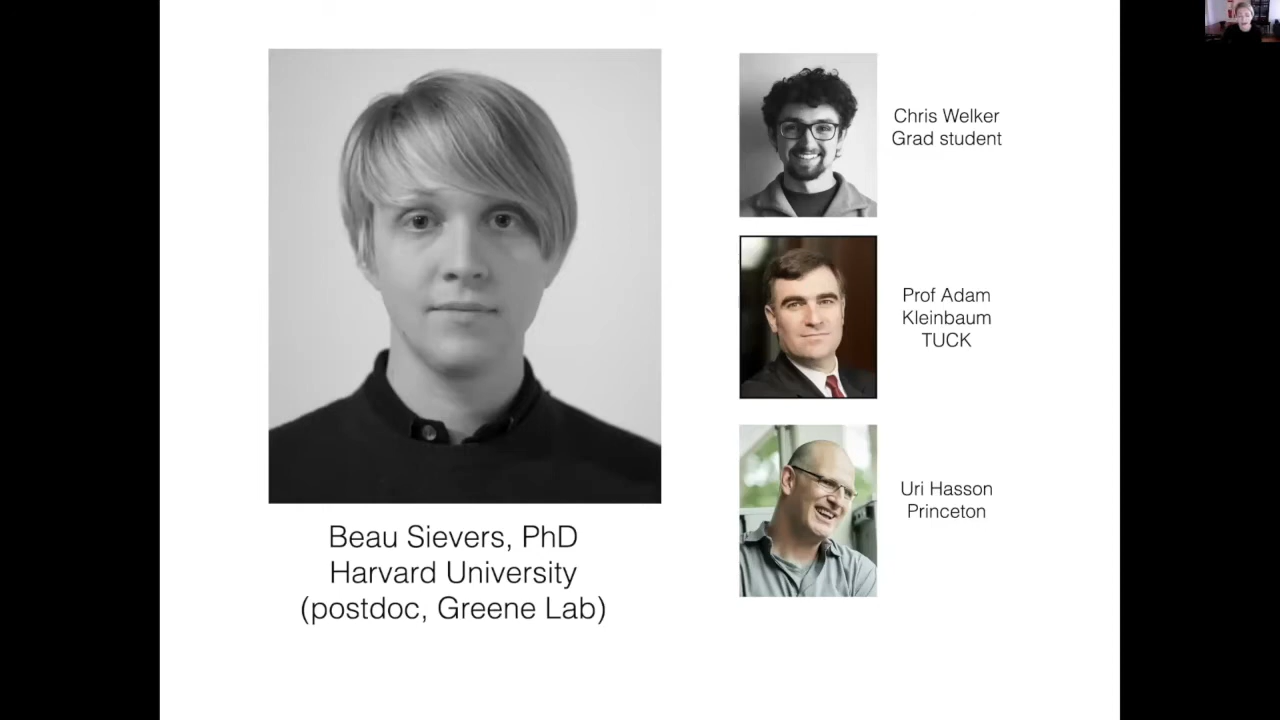 Beau Sievers, PhD
Harvard University
(postdoc, Greene Lab)
Chris Welker
Grad student
Prof Adam
Kleinbaum
TUCK
Uri Hasson
Princeton